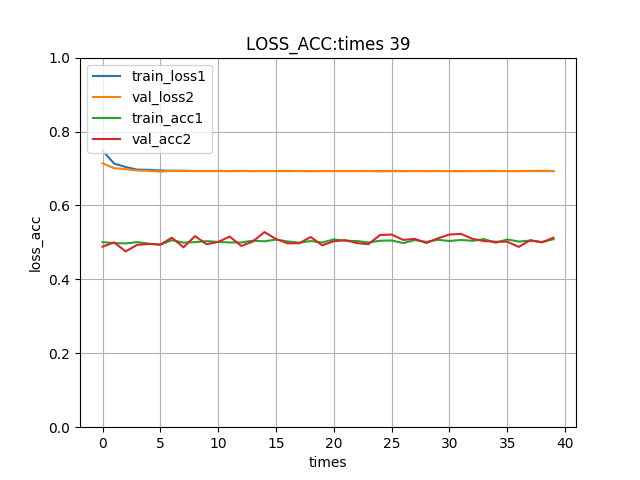 LOSS_ACC:times 39
1.0
0.8
0.6
0.4
0.2
0.0
loss_acc
train_loss1
val_loss2
train_acc1
val_acc2
0 5 10 15 20 25 30 35 40
times